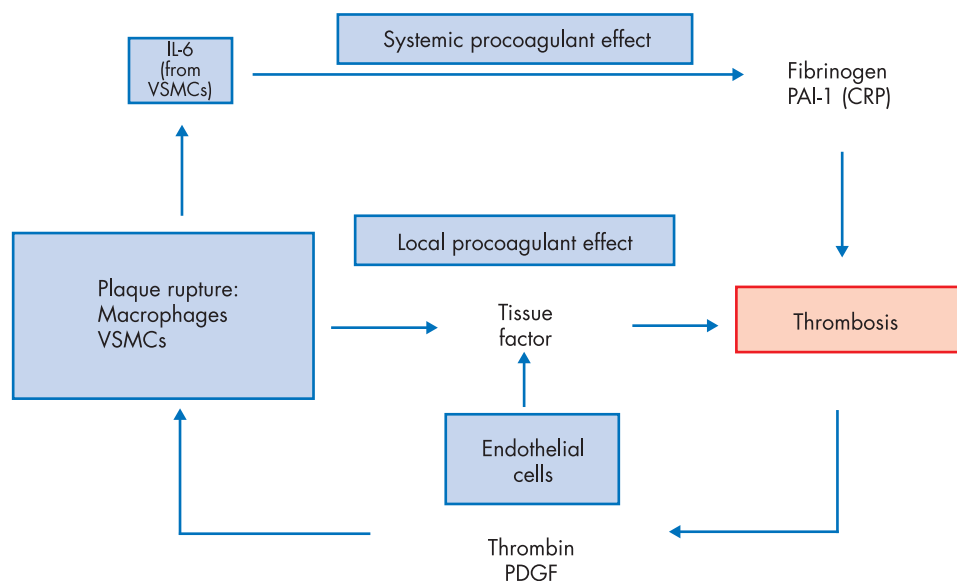 IL-6
(from
VSMCs)
Systemic procoagulant effect
Fibrinogen
PAI-1 (CRP)
Local procoagulant effect
Plaque rupture:
Macrophages
VSMCs
Tissue
factor
Thrombosis
Endothelial
cells
Thrombin
PDGF